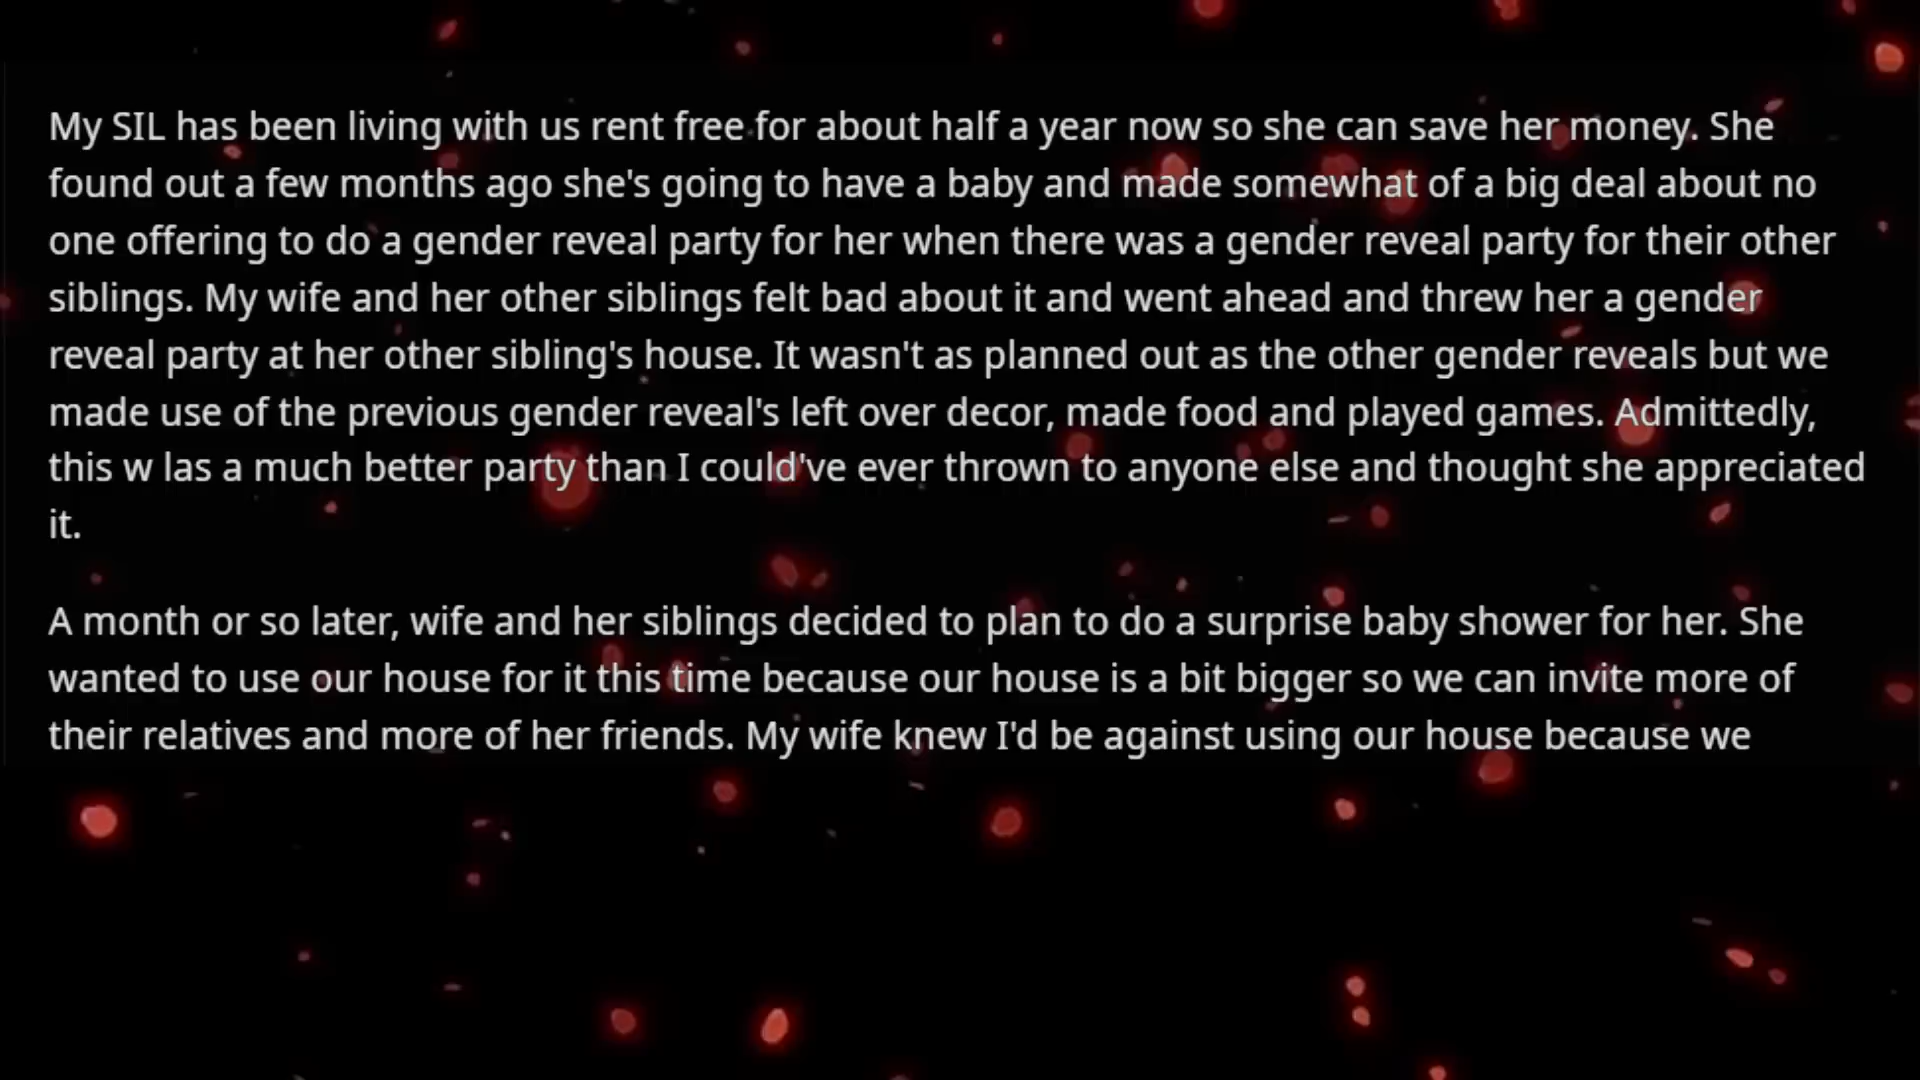 My SIL has been living with us rent free for about half a year now so she can save her money. She
found out a few months ago she's going to have a baby and made somewhat of a big deal about no
one offering to do a gender reveal party for her when there was a gender reveal party for their other
siblings. My wife and her other siblings felt bad about it and went ahead and threw her a gender
reveal party at her other sibling's house. It wasn't as planned out as the other gender reveals but we
made use of the previous gender reveal's left over decor, made food and played games. Admittedly,
this w las a much better party than I could've ever thrown to anyone else and thought she appreciated
it.
A month or so later, wife and her siblings decided to plan to do a surprise baby shower for her. She
wanted to use our house for it this time because our house is a bit bigger so we can invite more of
their relatives and more of her friends. My wife knew I'd be against using our house because we